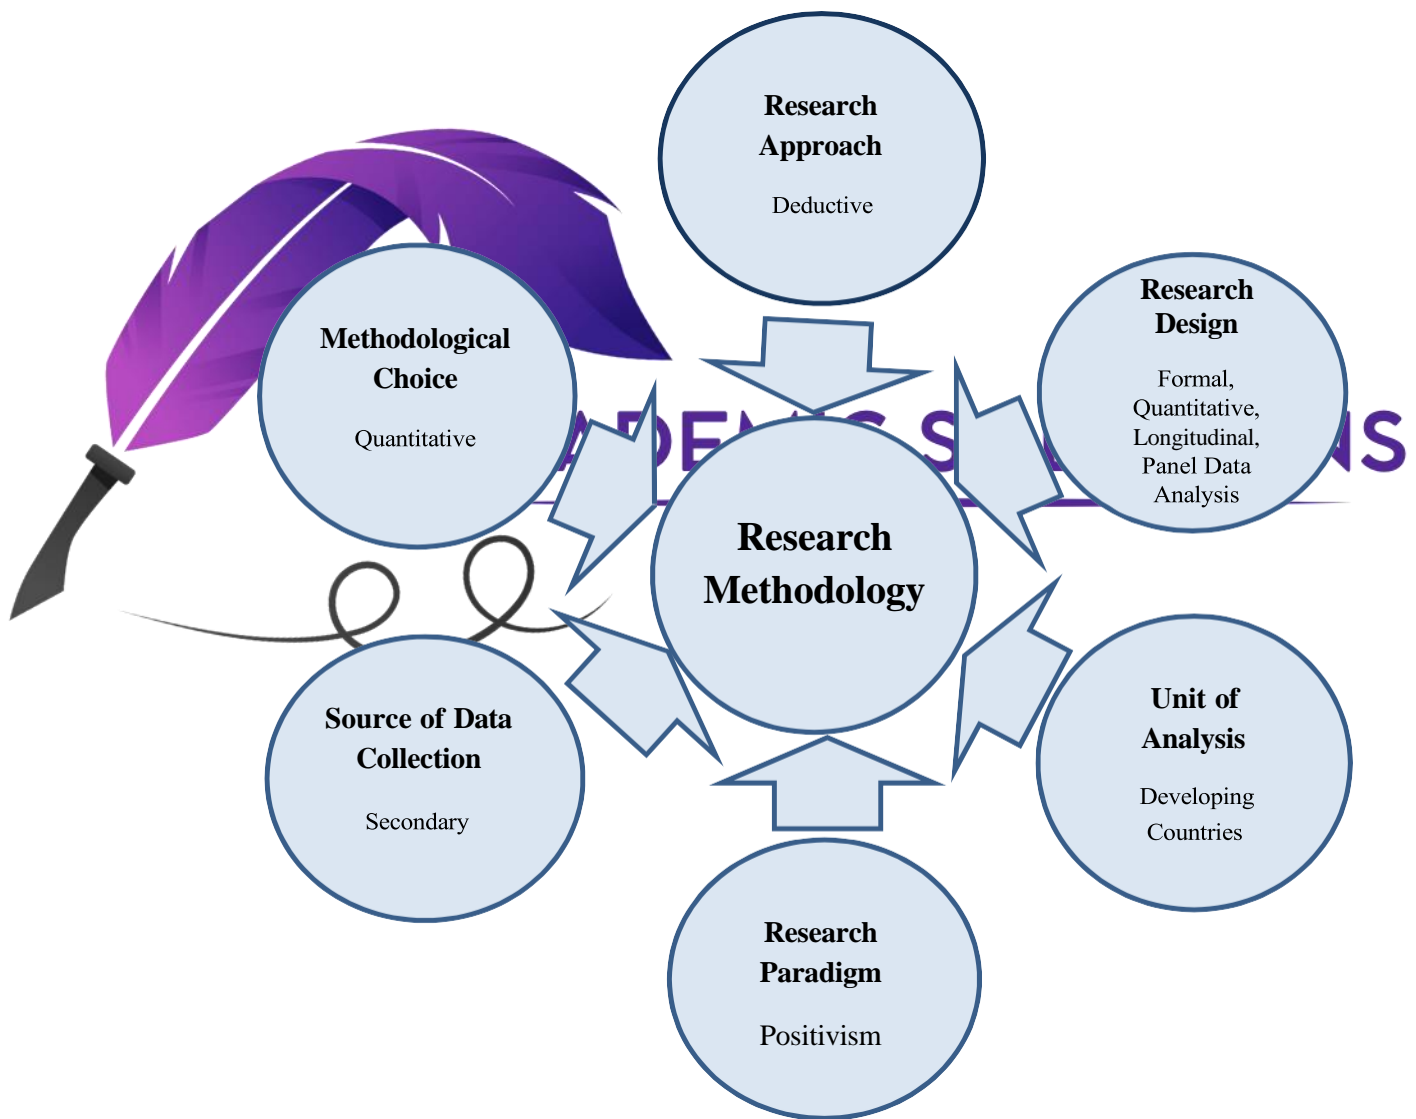 Research
Approach
Deductive
Research
Design
Formal,
Quantitative,
Longitudinal,
Panel Data
Analysis
Methodological
Choice
Quantitative
Research
Methodology
Unit of
Analysis
Developing
Countries
Source of Data
Collection
Secondary
Research
Paradigm
Positivism